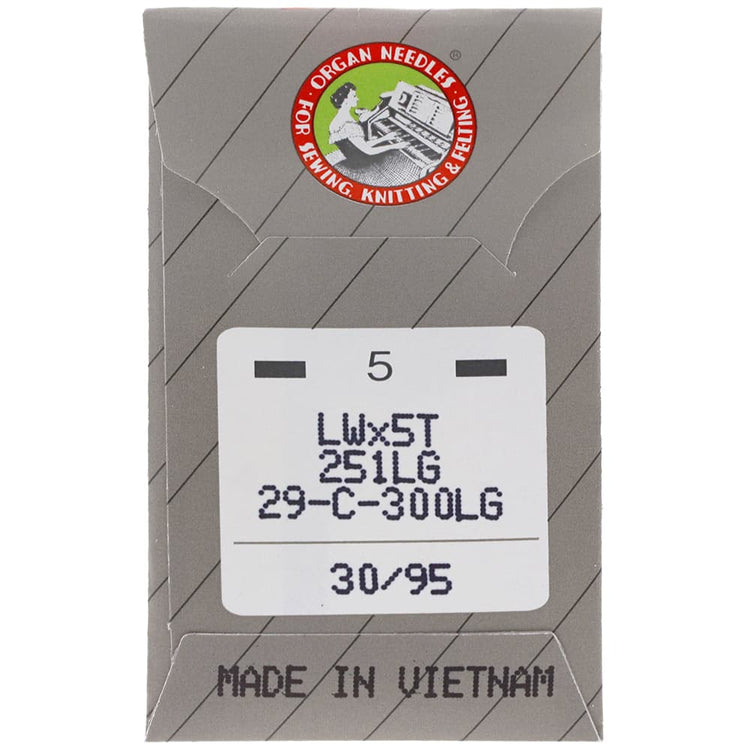 ORGAN NEEDLES ®
FOR SEWING, KNITTING & FELTING
5
LWx5T
251LG
29-C-300LG
30/95
MADE IN VIETNAM